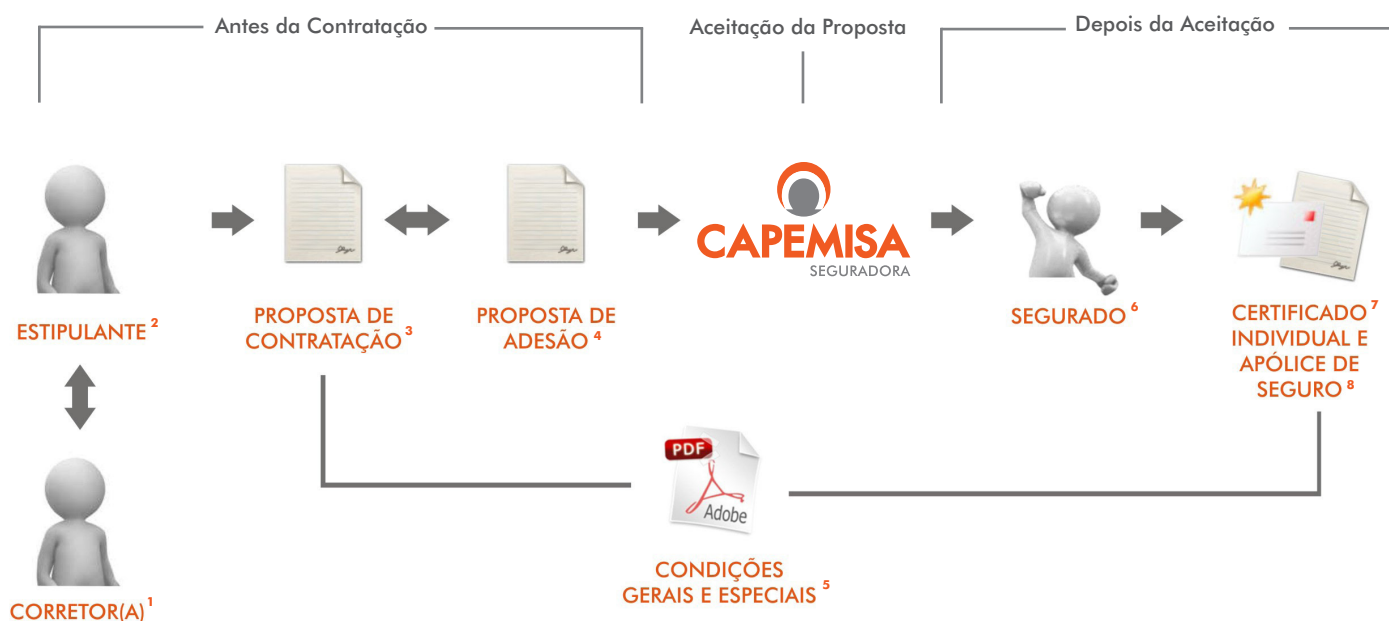 Antes da Contratação
Aceitação da Proposta
Depois da Aceitação
CAPEMISA
SEGURADORA
ESTIPULANTE 2
PROPOSTA DE
CONTRATAÇÃO 3
PROPOSTA DE
ADESÃO 4
SEGURADO 6
CERTIFICADO 7
INDIVIDUAL E
APÓLICE DE
SEGURO 8
PDF
Adobe
CONDIÇÕES
GERAIS E ESPECIAIS 5
CORRETOR(A) 1